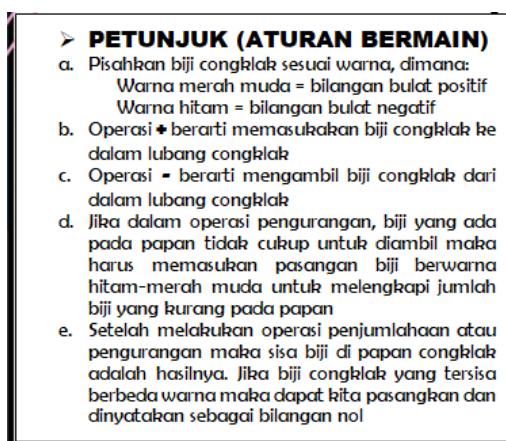 ➢ PETUNJUK (ATURAN BERMAIN)
a. Pisahkan biji congklak sesuai warna, dimana:
Warna merah muda = bilangan bulat positif
Warna hitam = bilangan bulat negatif
b. Operasi + berarti memasukakan biji congklak ke
dalam lubang congklak
c. Operasi - berarti mengambil biji congklak dari
dalam lubang congklak
d. Jika dalam operasi pengurangan, biji yang ada
pada papan tidak cukup untuk diambil maka
harus memasukan pasangan biji berwarna
hitam-merah muda untuk melengkapi jumlah
biji yang kurang pada papan
e. Setelah melakukan operasi penjumlahaan atau
pengurangan maka sisa biji di papan congklak
adalah hasilnya. Jika biji congklak yang tersisa
berbeda warna maka dapat kita pasangkan dan
dinyatakan sebagai bilangan nol